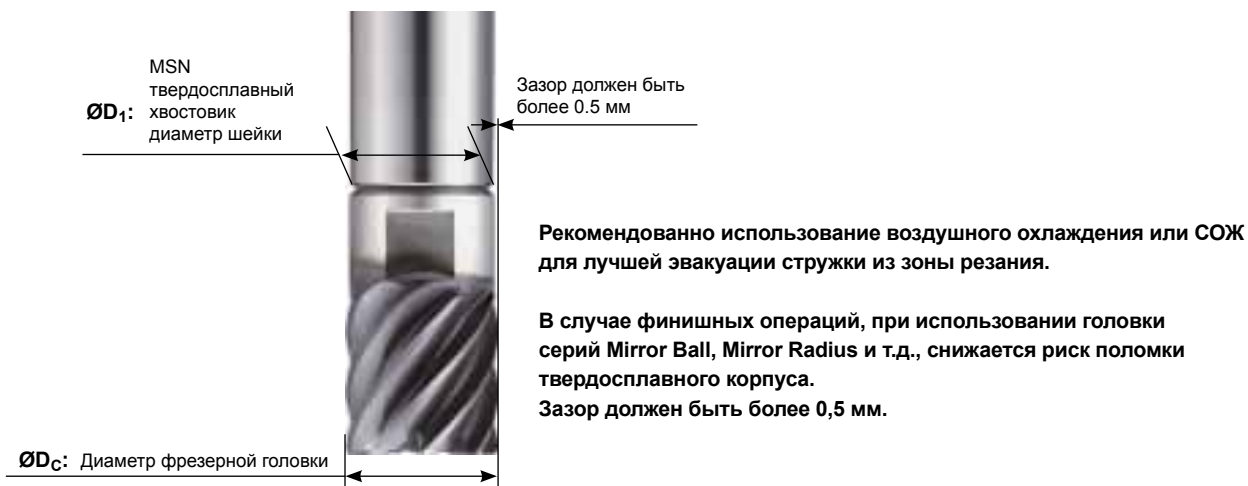 MSN
твердосплавный
ØD1: хвостовик
диаметр шейки
Зазор должен быть
более 0.5 мм
Рекомендованно использование воздушного охлаждения или СОЖ
для лучшей эвакуации стружки из зоны резания.
В случае финишных операций, при использовании головки
серий Mirror Ball, Mirror Radius и т.д., снижается риск поломки
твердосплавного корпуса.
Зазор должен быть более 0,5 мм.
ØDC: Диаметр фрезерной головки